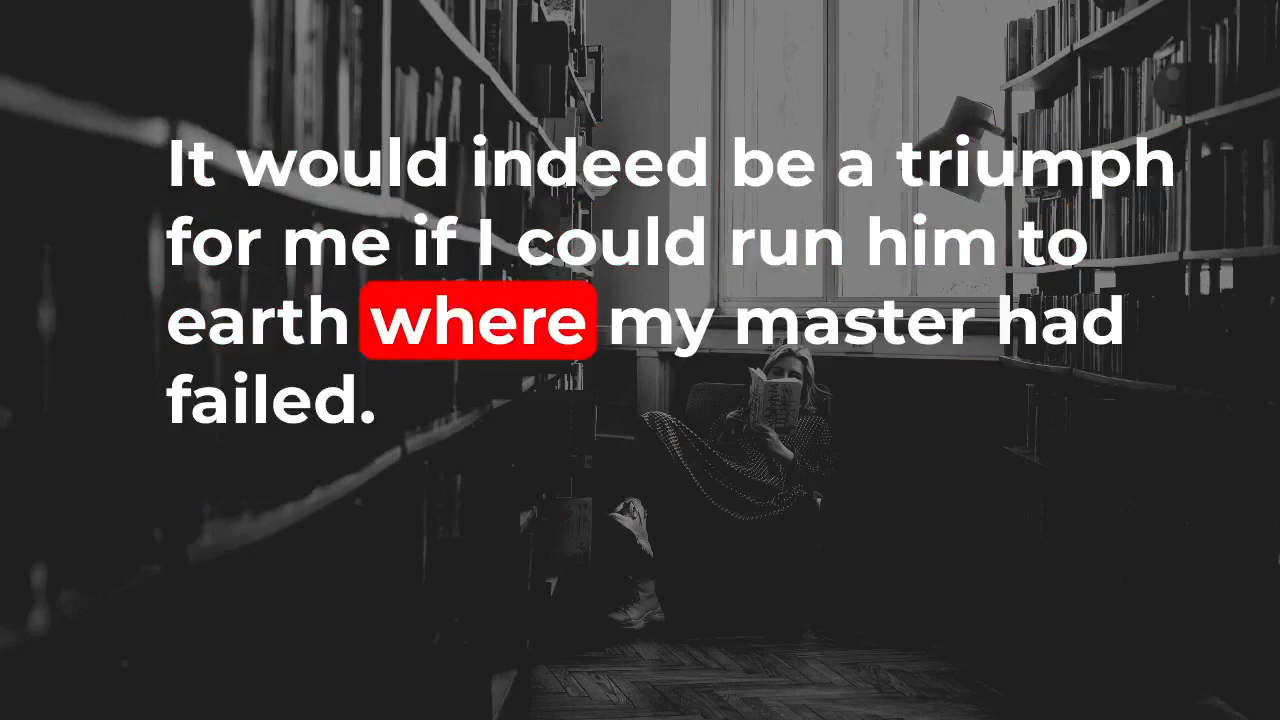 It would indeed be a triumph
for me if I could run him to
earth where my master had
failed.